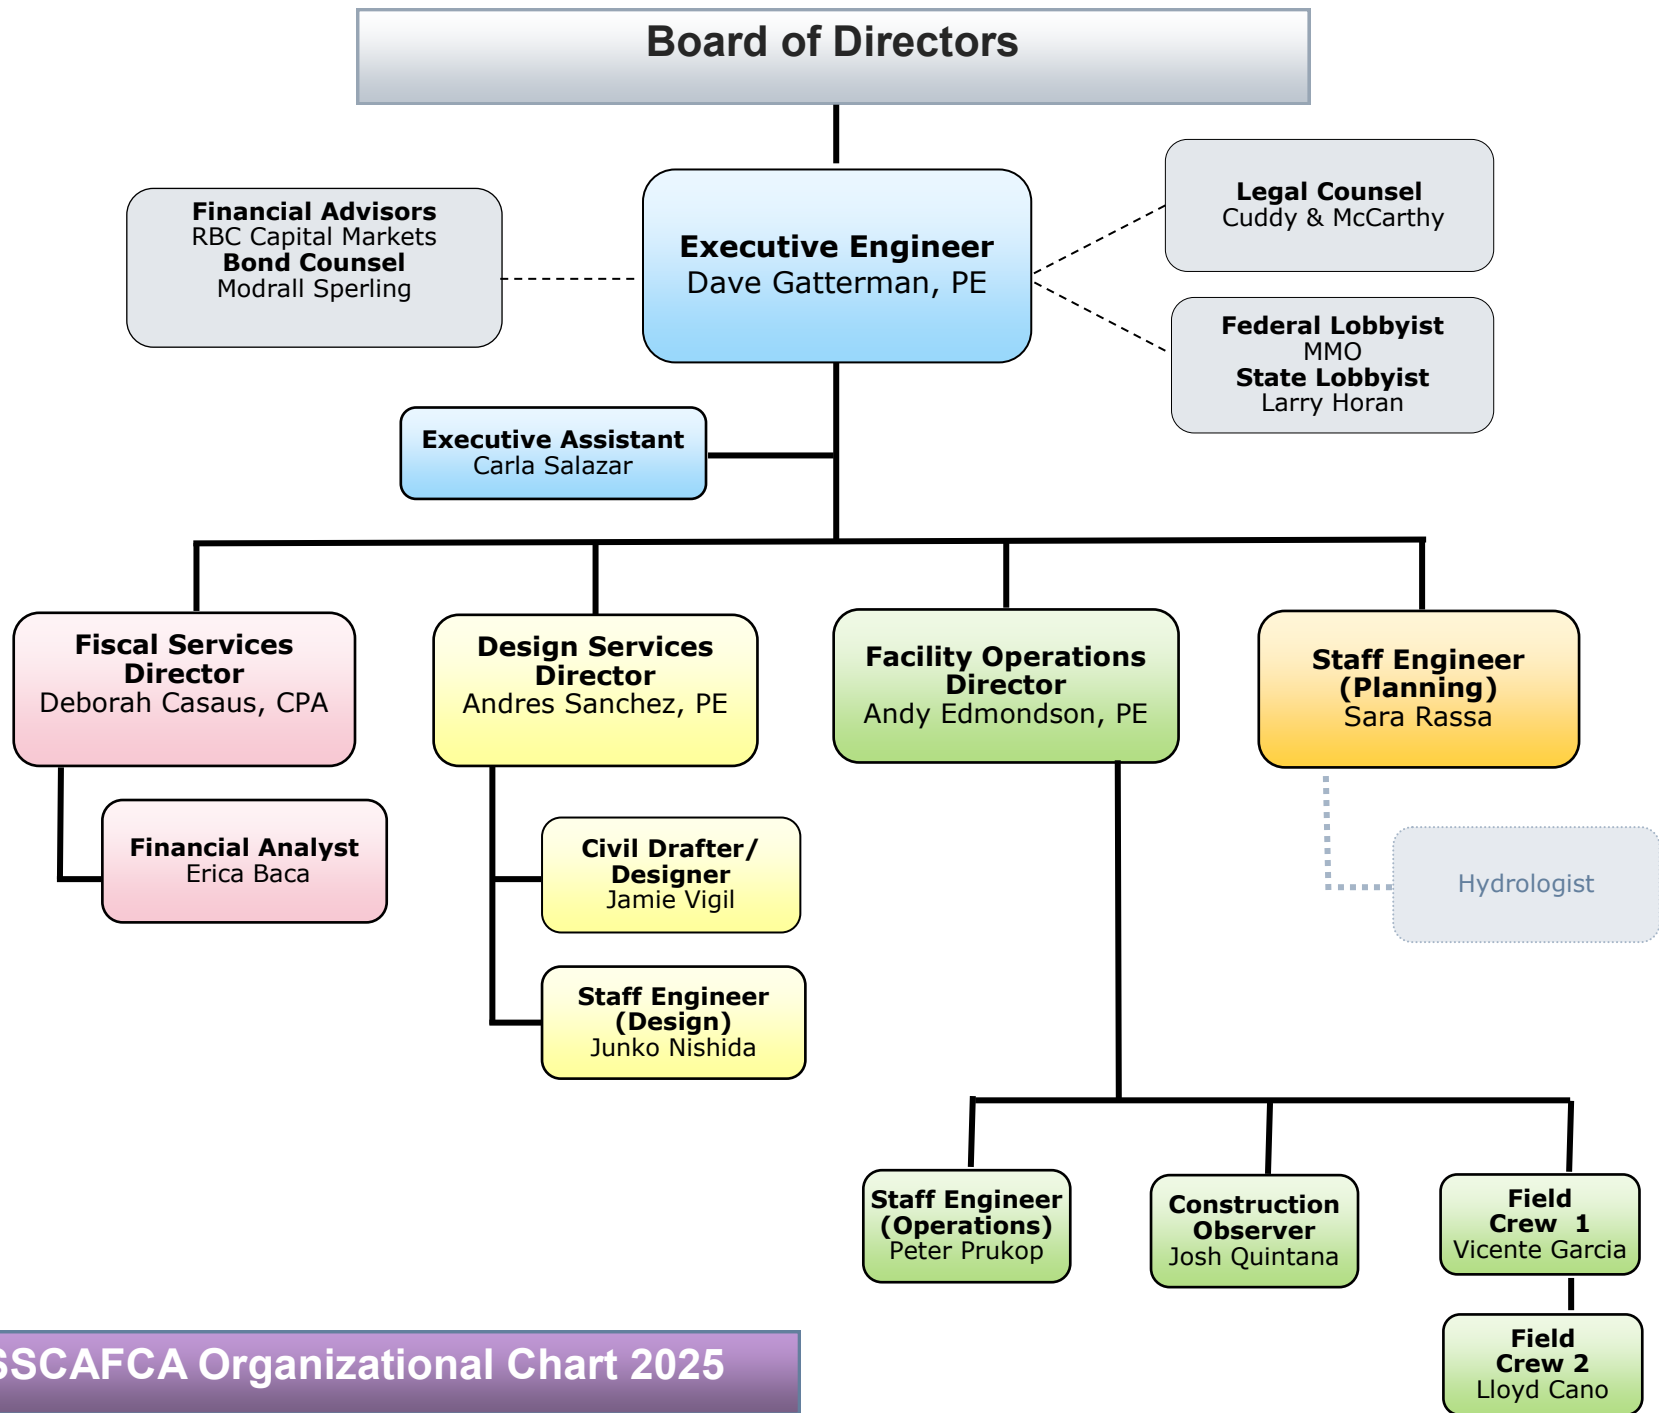 Board of Directors
Financial Advisors
RBC Capital Markets
Bond Counsel
Modrall Sperling
Executive Engineer
Dave Gatterman, PE
Legal Counsel
Cuddy & McCarthy
Federal Lobbyist
MMO
State Lobbyist
Larry Horan
Executive Assistant
Carla Salazar
Fiscal Services
Director
Deborah Casaus, CPA
Design Services
Director
Andres Sanchez, PE
Facility Operations
Director
Andy Edmondson, PE
Staff Engineer
(Planning)
Sara Rassa
Financial Analyst
Erica Baca
Civil Drafter/
Designer
Jamie Vigil
Hydrologist
Staff Engineer
(Design)
Junko Nishida
Staff Engineer
(Operations)
Peter Prukop
Construction
Observer
Josh Quintana
Field
Crew 1
Vicente Garcia
Field
Crew 2
Lloyd Cano
SSCAFCA Organizational Chart 2025